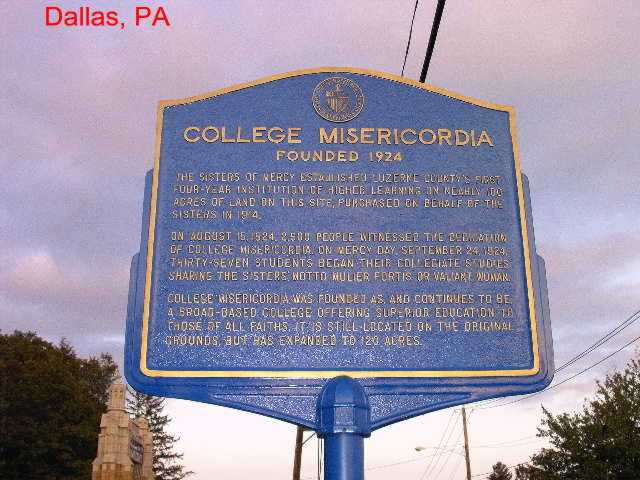 Dallas, PA
COLLEGE MISERICORDIA
FOUNDED 1924
THE SISTERS OF MERCY ESTABLISHED LUZERNE COUNTY'S FIRST
FOUR-YEAR INSTITUTION OF HIGHER LEARNING ON NEARLY 100
ACRES OF LAND ON THIS SITE, PURCHASED ON BEHALF OF THE
SISTERS IN 1914.
ON AUGUST 15, 1924, 2,500 PEOPLE WITNESSED THE DEDICATION
OF COLLEGE MISERICORDIA. ON MERCY DAY, SEPTEMBER 24, 1924,
THIRTY-SEVEN STUDENTS BEGAN THEIR COLLEGIATE STUDIES
SHARING THE SISTERS' MOTTO MULIER FORTIS OR VALIANT WOMAN.
COLLEGE MISERICORDIA WAS FOUNDED AS, AND CONTINUES TO BE,
A BROAD-BASED COLLEGE OFFERING SUPERIOR EDUCATION TO
THOSE OF ALL FAITHS. IT IS STILL LOCATED ON THE ORIGINAL
GROUNDS, BUT HAS EXPANDED TO 120 ACRES.